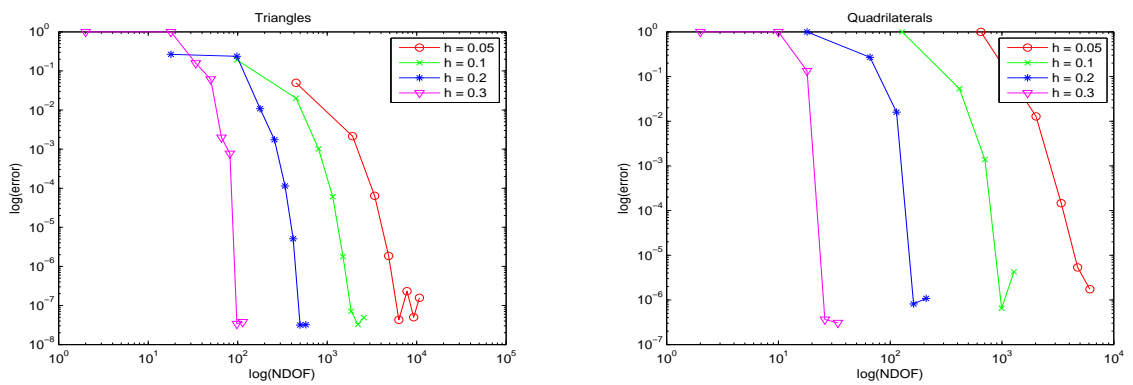 Triangles
10^0
10^-1
10^-2
10^-3
10^-4
10^-5
10^-6
10^-7
10^-8
log(error)
h = 0.05
h = 0.1
h = 0.2
h = 0.3
10^0
10^1
10^2
10^3
10^4
10^5
log(NDOF)
Quadrilaterals
10^0
10^-1
10^-2
10^-3
10^-4
10^-5
10^-6
10^-7
log(error)
h = 0.05
h = 0.1
h = 0.2
h = 0.3
10^0
10^1
10^2
10^3
10^4
log(NDOF)